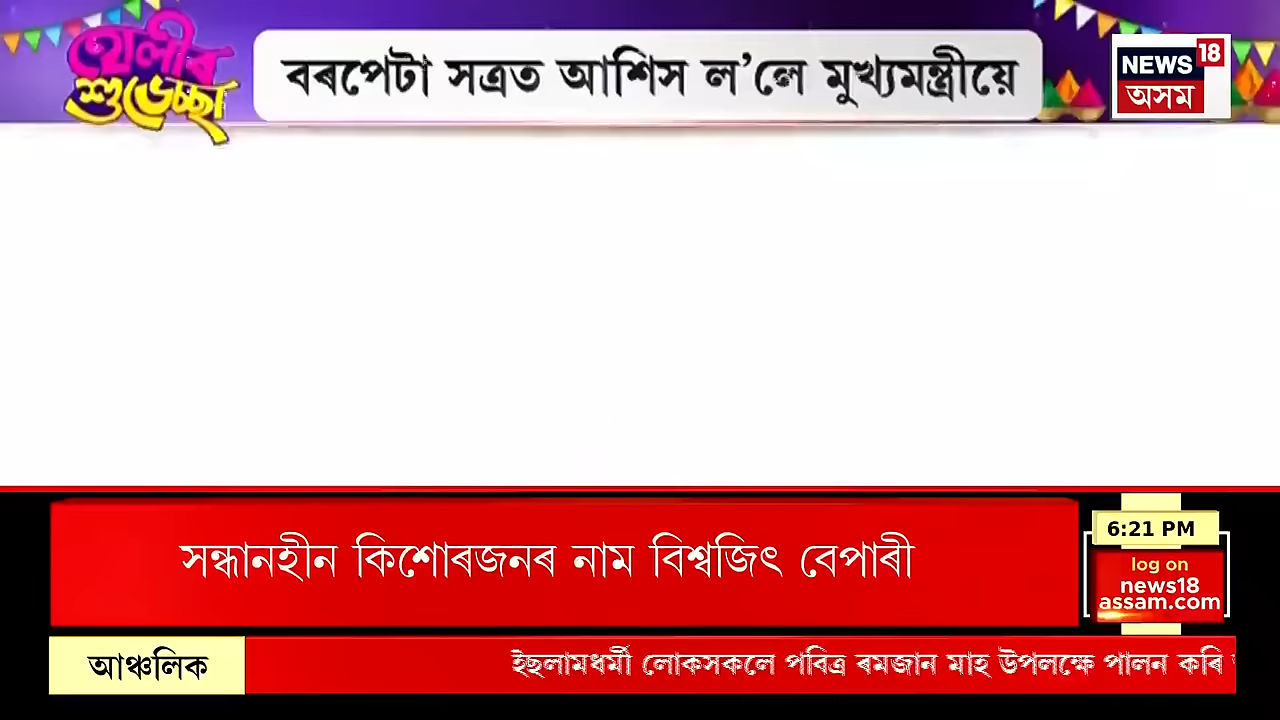 হোলীৰ
শুভেচ্ছা
বৰপেটা সত্ৰত আশিস ল'লে মুখ্যমন্ত্ৰীয়ে
NEWS 18
অসম
সন্ধানহীন কিশোৰজনৰ নাম বিশ্বজিৎ বেপাৰী
6:21 PM
log on
news18
assam.com
আঞ্চলিক
ইছলামধৰ্মী লোকসকলে পবিত্ৰ ৰমজান মাহ উপলক্ষে পালন কৰি